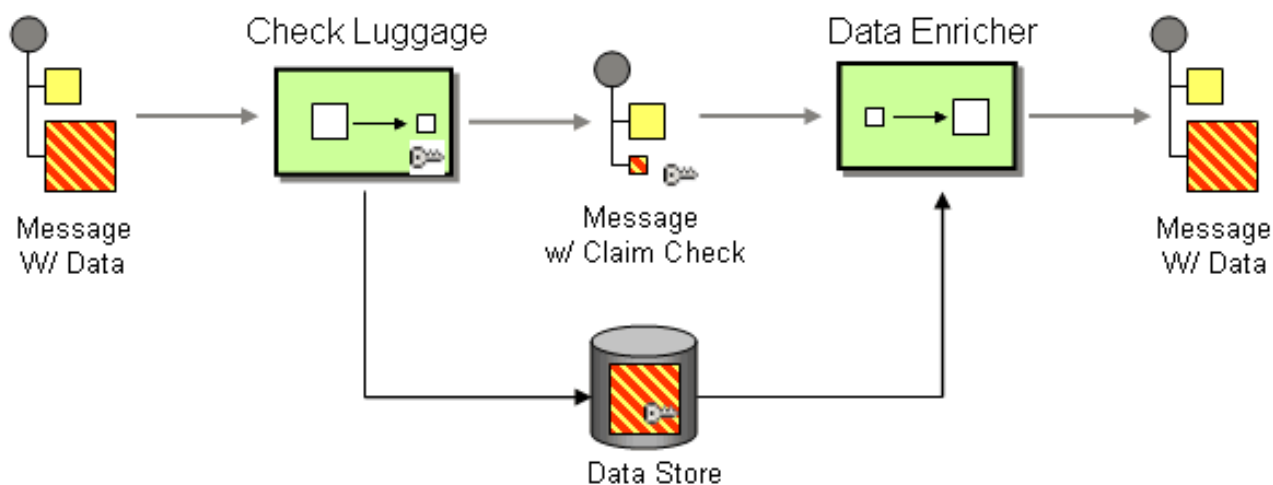 Check Luggage
Data Enricher
Message
W/ Data
Message
w/ Claim Check
Message
W/ Data
Data Store